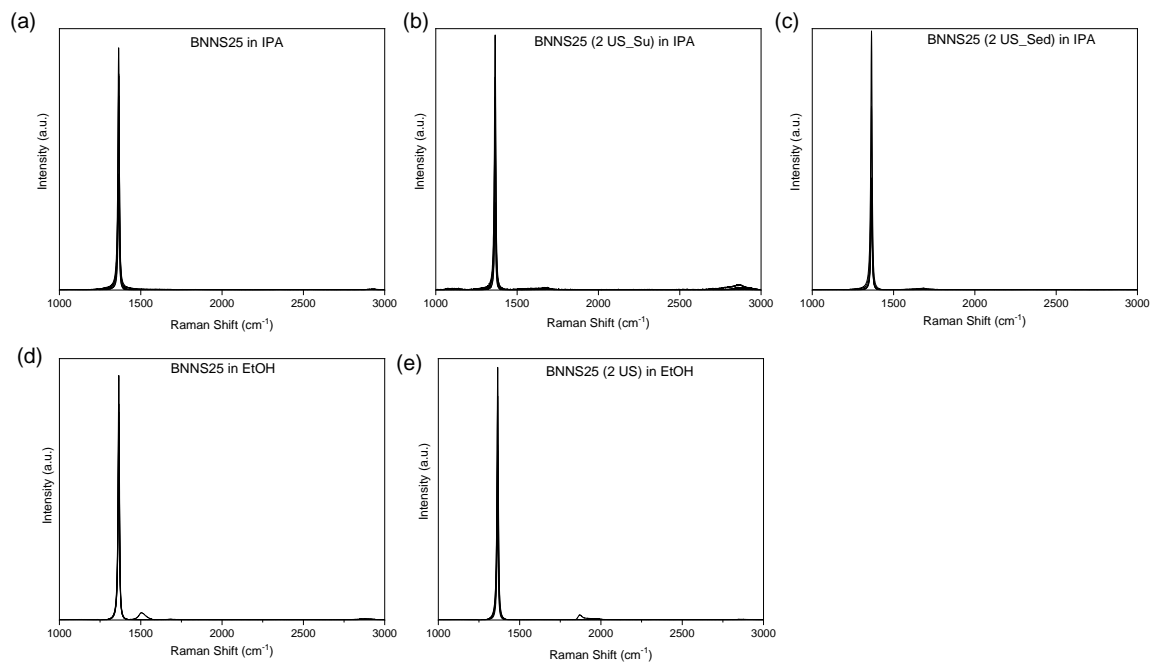 (a)
BNNS25 in IPA
Intensity (a.u.)
1000 1500 2000 2500 3000
Raman Shift (cm-1)
(b)
BNNS25 (2 US_Su) in IPA
Intensity (a.u.)
1000 1500 2000 2500 3000
Raman Shift (cm-1)
(c)
BNNS25 (2 US_Sed) in IPA
Intensity (a.u.)
1000 1500 2000 2500 3000
Raman Shift (cm-1)
(d)
BNNS25 in EtOH
Intensity (a.u.)
1000 1500 2000 2500 3000
Raman Shift (cm-1)
(e)
BNNS25 (2 US) in EtOH
Intensity (a.u.)
1000 1500 2000 2500 3000
Raman Shift (cm-1)